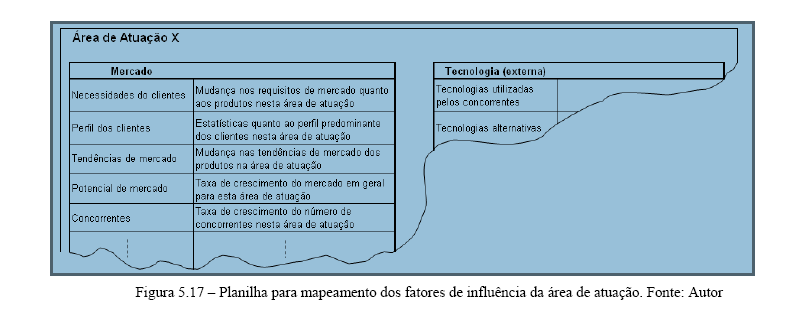 Área de Atuação X
Mercado
Necessidades do clientes
Mudança nos requisitos de mercado quanto
aos produtos nesta área de atuação
Perfil dos clientes
Estatísticas quanto ao perfil predominante
dos clientes nesta área de atuação
Tendências de mercado
Mudança nas tendências de mercado dos
produtos na área de atuação
Potencial de mercado
Taxa de crescimento do mercado em geral
para esta área de atuação
Concorrentes
Taxa de crescimento do número de
concorrentes nesta área de atuação
Tecnologia (externa)
Tecnologias utilizadas
pelos concorrentes
Tecnologias alternativas
Figura 5.17 – Planilha para mapeamento dos fatores de influência da área de atuação. Fonte: Autor